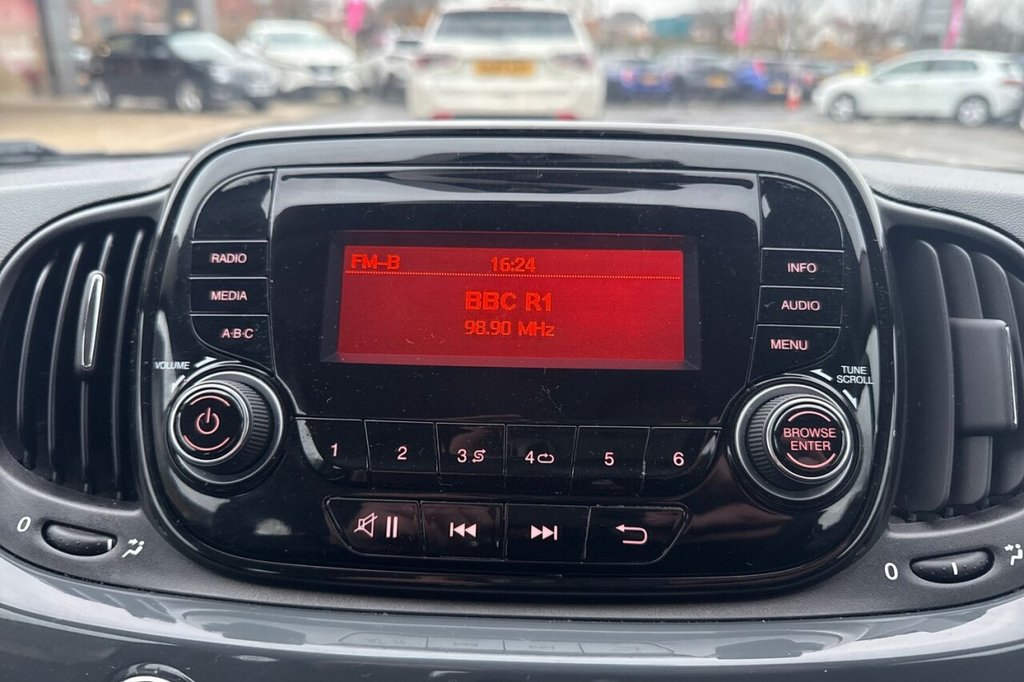 FM-B 16:24
BBC R1
98.90 MHz
RADIO
MEDIA
A·B·C
INFO
AUDIO
MENU
VOLUME
TUNE
SCROLL
BROWSE
ENTER
1 2 3 4 5 6
0
0